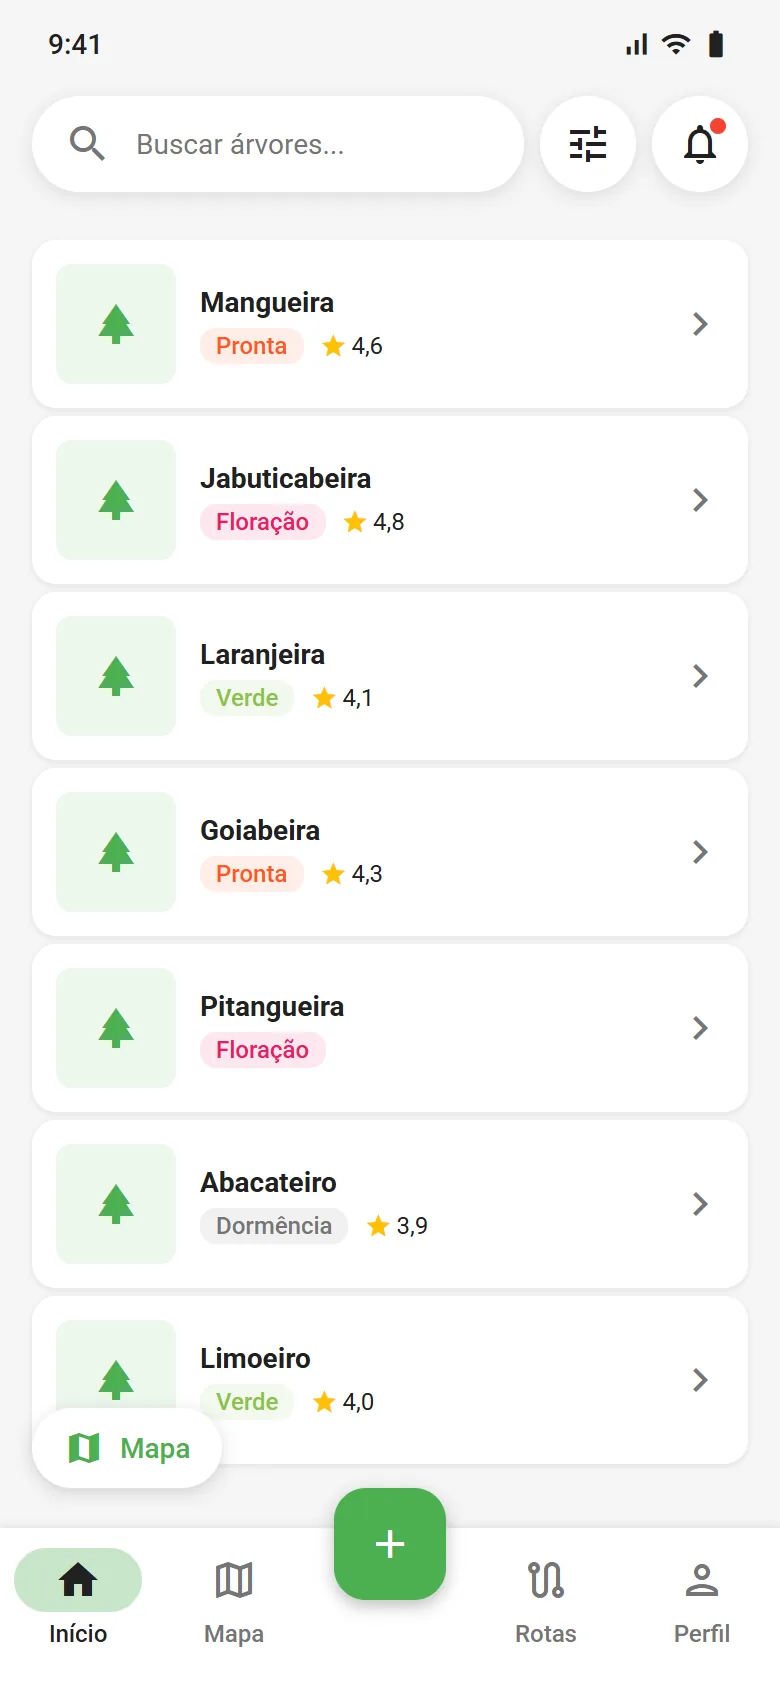 9:41
Buscar árvores...
Mangueira
Pronta 4,6
Jabuticabeira
Floração 4,8
Laranjeira
Verde 4,1
Goiabeira
Pronta 4,3
Pitangueira
Floração
Abacateiro
Dormência 3,9
Limoeiro
Verde 4,0
Mapa
Início Mapa Rotas Perfil